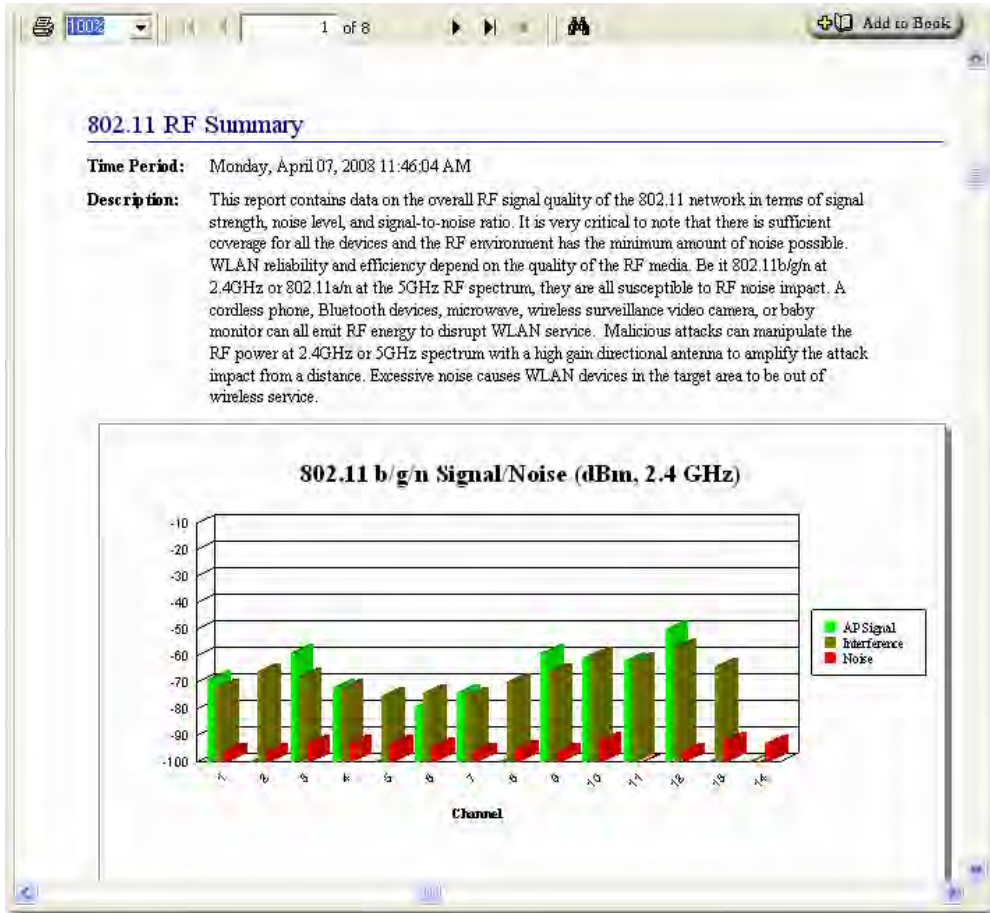 100%
1 of 8
Add to Book
802.11 RF Summary
Time Period: Monday, April 07, 2008 11:46:04 AM
Description: This report contains data on the overall RF signal quality of the 802.11 network in terms of signal
strength, noise level, and signal-to-noise ratio. It is very critical to note that there is sufficient
coverage for all the devices and the RF environment has the minimum amount of noise possible.
WLAN reliability and efficiency depend on the quality of the RF media. Be it 802.11b/g/n at
2.4GHz or 802.11a/n at the 5GHz RF spectrum, they are all susceptible to RF noise impact. A
cordless phone, Bluetooth devices, microwave, wireless surveillance video camera, or baby
monitor can all emit RF energy to disrupt WLAN service. Malicious attacks can manipulate the
RF power at 2.4GHz or 5GHz spectrum with a high gain directional antenna to amplify the attack
impact from a distance. Excessive noise causes WLAN devices in the target area to be out of
wireless service.
802.11 b/g/n Signal/Noise (dBm, 2.4 GHz)
-10
-20
-30
-40
-50
-60
-70
-80
-90
-100
1 2 3 4 5 6 7 8 9 10 11 12 13 14
Channel
AP Signal
Interference
Noise